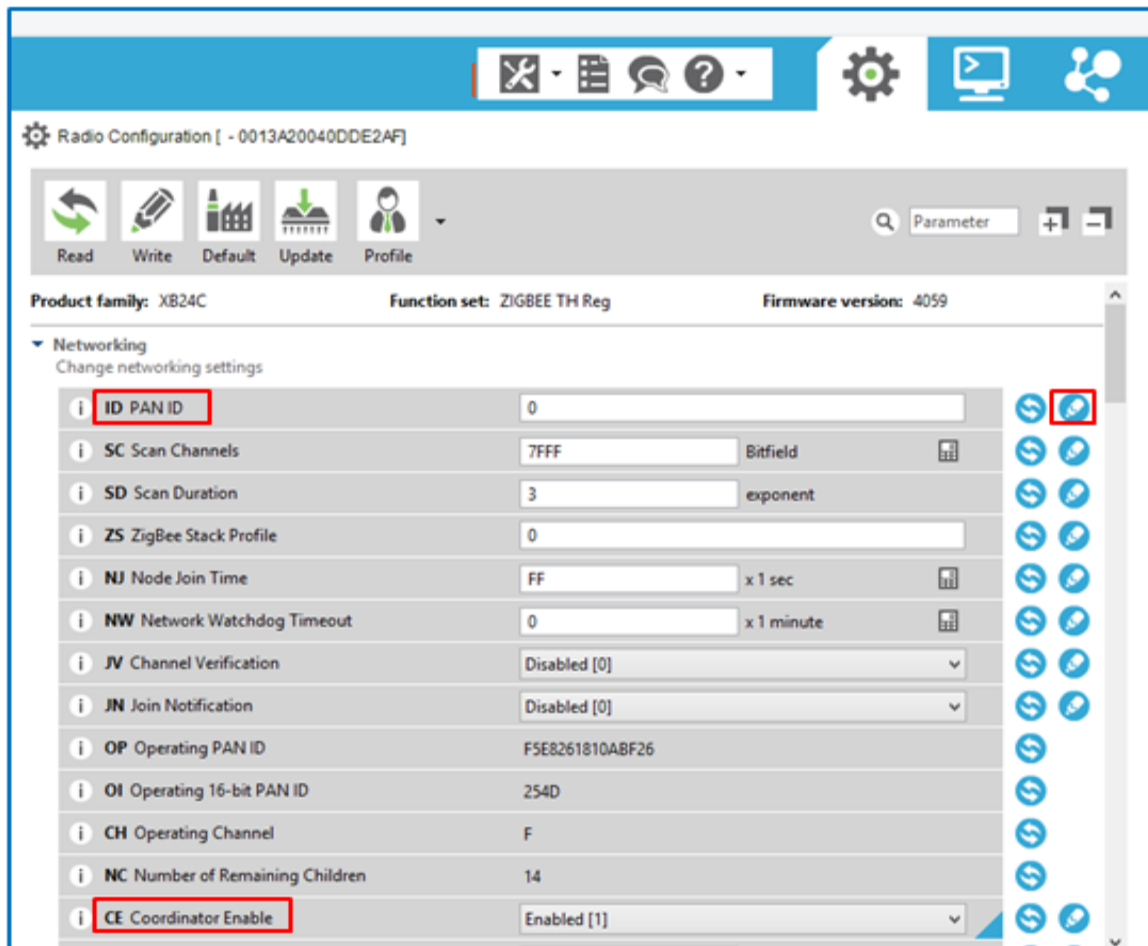 Radio Configuration [ - 0013A20040DDE2AF]
Read Write Default Update Profile Parameter
Product family: XB24C Function set: ZIGBEE TH Reg Firmware version: 4059
Networking
Change networking settings
i ID PAN ID 0
i SC Scan Channels 7FFF Bitfield
i SD Scan Duration 3 exponent
i ZS ZigBee Stack Profile 0
i NJ Node Join Time FF x 1 sec
i NW Network Watchdog Timeout 0 x 1 minute
i JV Channel Verification Disabled [0]
i JN Join Notification Disabled [0]
i OP Operating PAN ID F5E8261810ABF26
i OI Operating 16-bit PAN ID 254D
i CH Operating Channel F
i NC Number of Remaining Children 14
i CE Coordinator Enable Enabled [1]